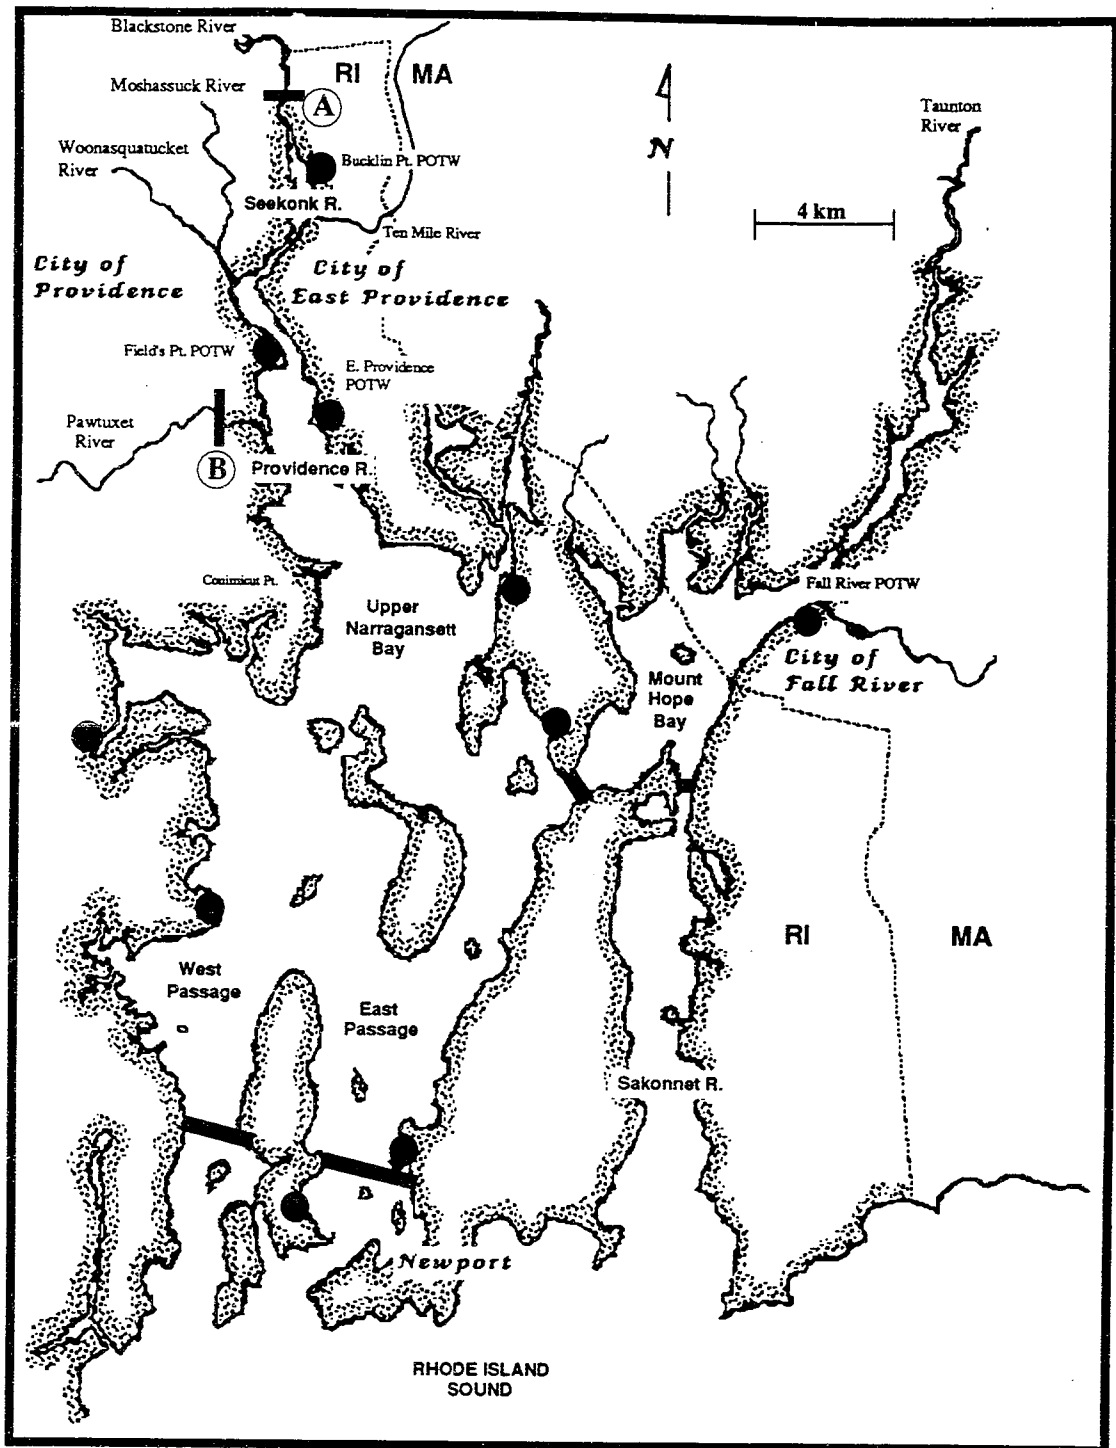 Blackstone River
RI
MA
Moshassuck River
A
Taunton
River
N
Woonasquatucket
River
Bucklin Pt. POTW
Seekonk R.
4 km
Ten Mile River
City of
Providence
City of
East Providence
Field's Pt. POTW
E. Providence
POTW
Pawtuxet
River
B
Providence R.
Conimicut Pt.
Upper
Narragansett
Bay
Fall River POTW
City of
Fall River
Mount
Hope
Bay
RI
MA
West
Passage
East
Passage
Sakonnet R.
Newport
RHODE ISLAND
SOUND